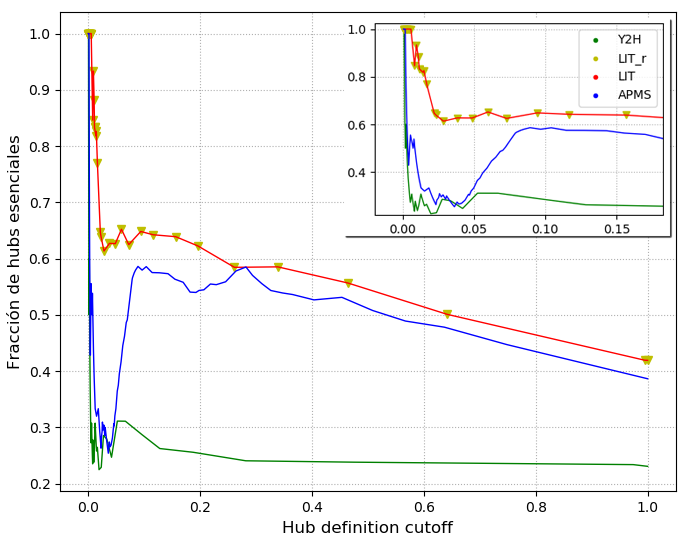 1.0
0.9
0.8
0.7
0.6
0.5
0.4
0.3
0.2
Fracción de hubs esenciales
0.0 0.2 0.4 0.6 0.8 1.0
Hub definition cutoff
1.0
0.8
0.6
0.4
0.00 0.05 0.10 0.15
Y2H
LIT_r
LIT
APMS